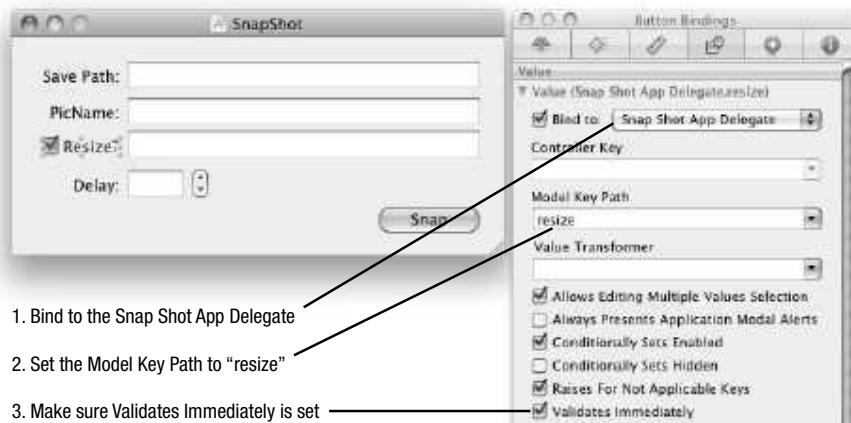 SnapShot
Save Path:
PicName:
Resize?
Delay:
Snap
1. Bind to the Snap Shot App Delegate
2. Set the Model Key Path to “resize”
3. Make sure Validates Immediately is set
Button Bindings
Value
Value (Snap Shot App Delegate.resize)
Bind to: Snap Shot App Delegate
Controller Key
Model Key Path
resize
Value Transformer
Allows Editing Multiple Values Selection
Always Presents Application Modal Alerts
Conditionally Sets Enabled
Conditionally Sets Hidden
Raises For Not Applicable Keys
Validates Immediately